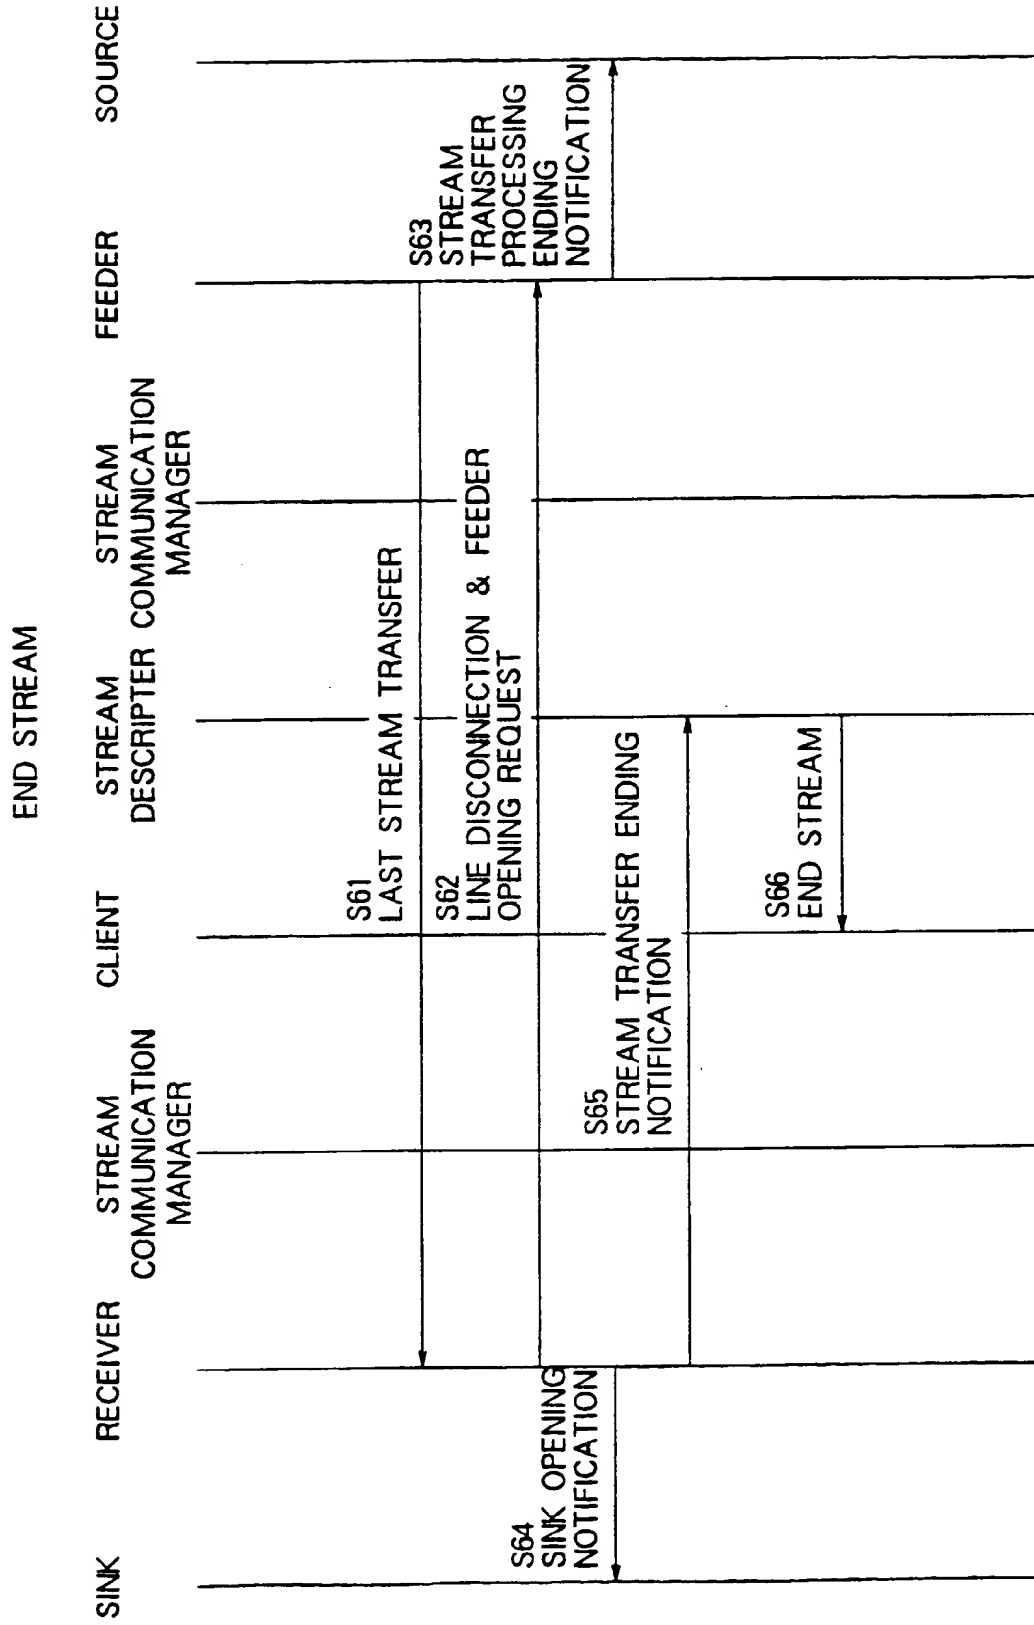 END STREAM
SINK
RECEIVER
STREAM
COMMUNICATION
MANAGER
CLIENT
STREAM
DESCRIPTER
STREAM
COMMUNICATION
MANAGER
FEEDER
SOURCE
S61
LAST STREAM TRANSFER
S62
LINE DISCONNECTION & FEEDER
OPENING REQUEST
S63
STREAM
TRANSFER
PROCESSING
ENDING
NOTIFICATION
S64
SINK OPENING
NOTIFICATION
S65
STREAM TRANSFER ENDING
NOTIFICATION
S66
END STREAM